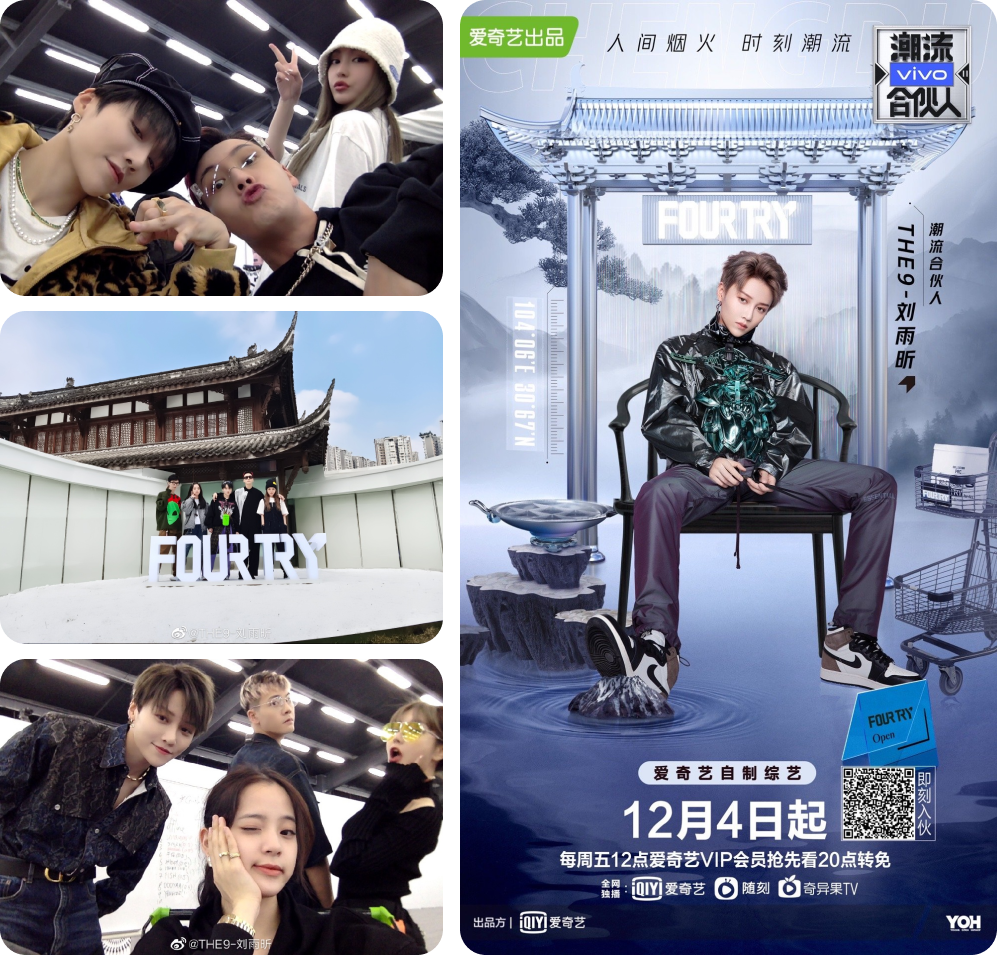 FOURTRY
@THE9-刘雨昕
@THE9-刘雨昕
爱奇艺出品
人间烟火 时刻潮流
潮流
vivo
合伙人
FOURTRY
潮流合伙人
THE9-刘雨昕
104°06'E 30°67'N
FOURTRY
FOURTRY
Open
即刻入伙
爱奇艺自制综艺
12月4日起
每周五12点爱奇艺VIP会员抢先看20点转免
全网独播：iQIYI 爱奇艺 随刻 奇异果TV
出品方 | iQIYI 爱奇艺
YOH